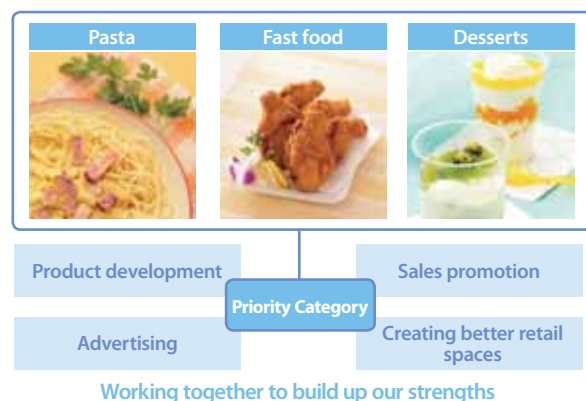 Pasta
Fast food
Desserts
Product development
Sales promotion
Priority Category
Advertising
Creating better retail
spaces
Working together to build up our strengths